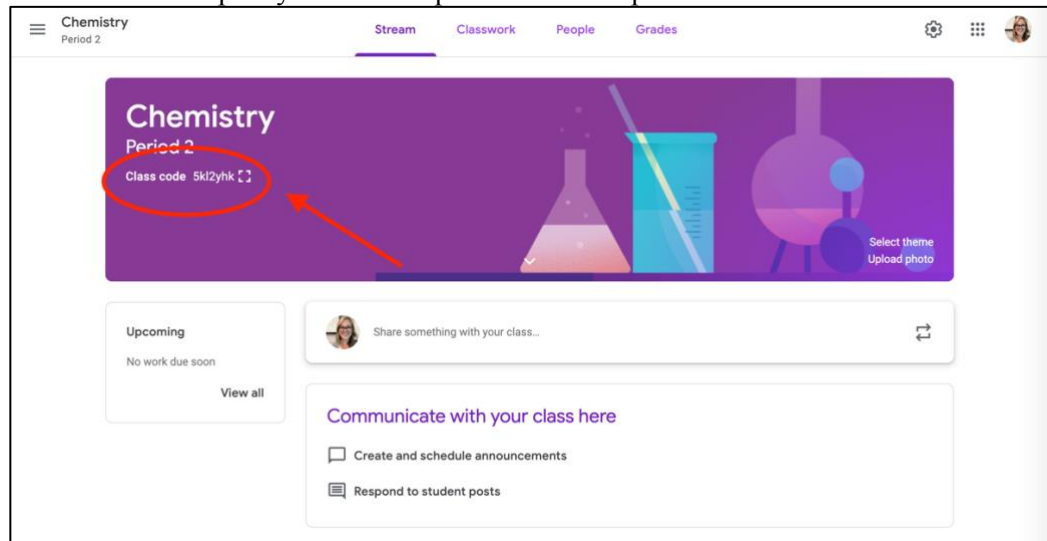 Chemistry
Period 2
Stream Classwork People Grades
Chemistry
Period 2
Class code 5kl2yhk
Select theme
Upload photo
Upcoming
No work due soon
View all
Share something with your class...
Communicate with your class here
Create and schedule announcements
Respond to student posts